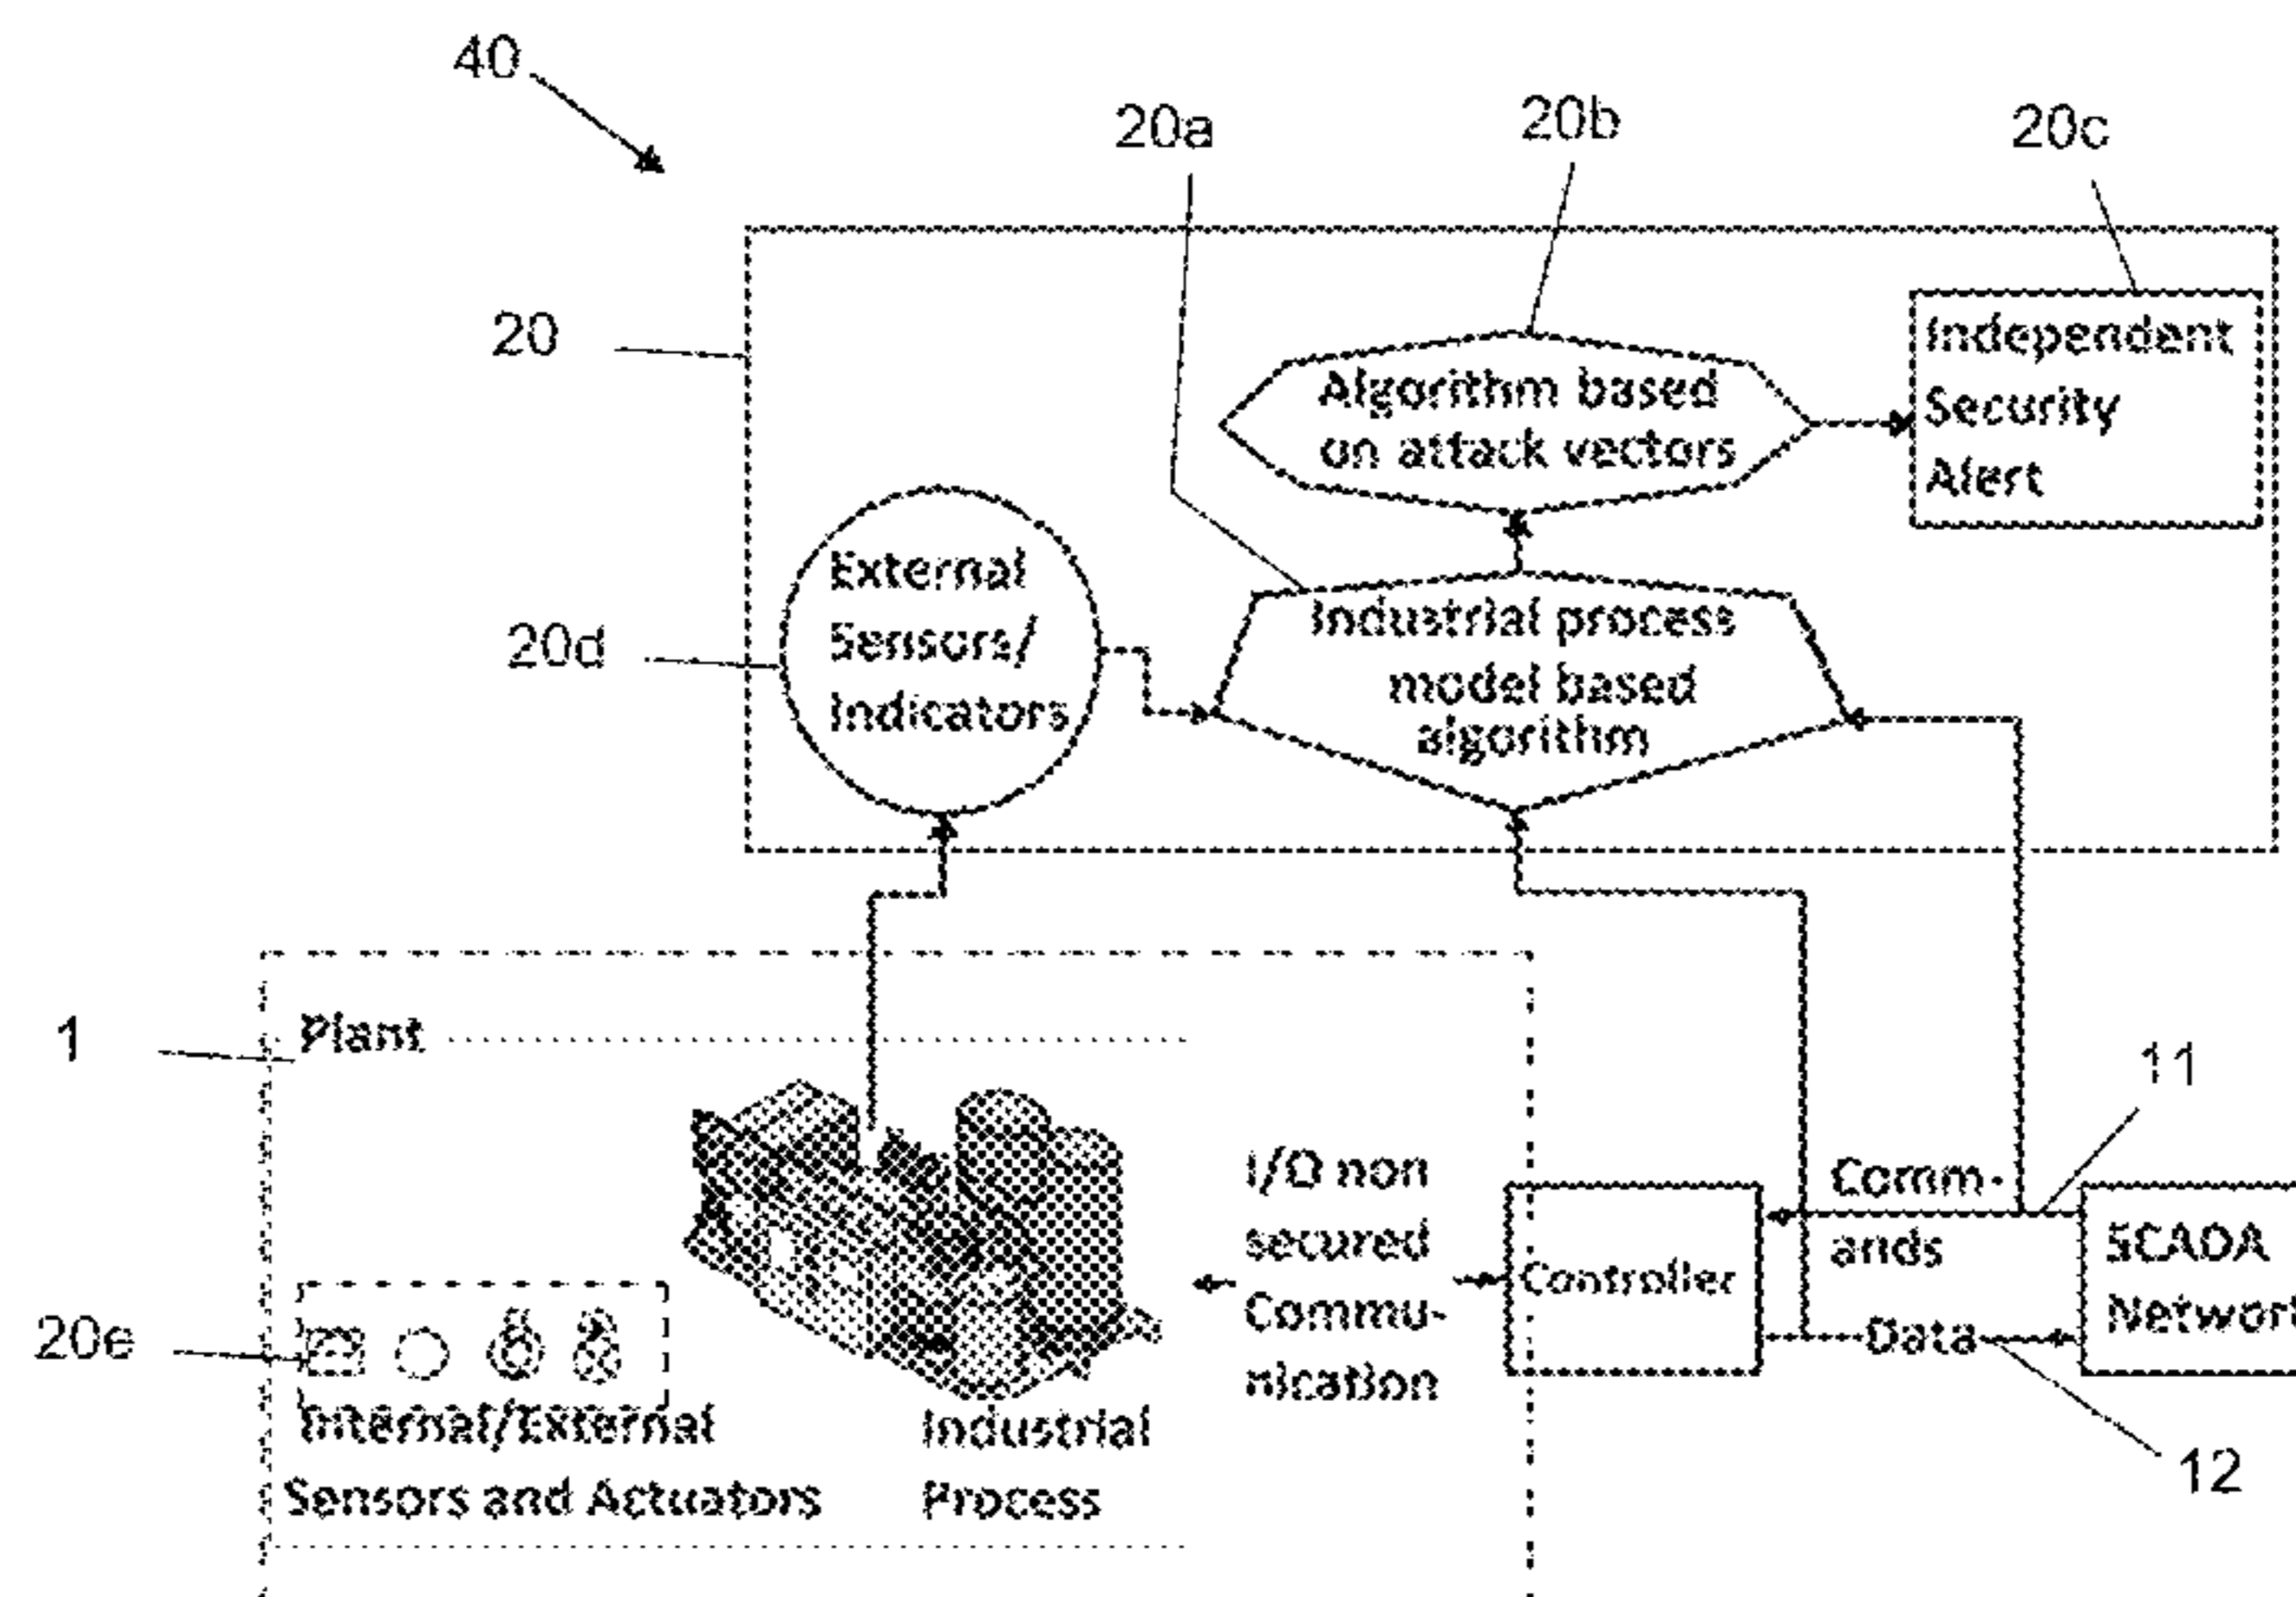 40
20a
20b
20c
20
Independent
Security
Alert
Algorithm based
on attack vectors
External
Sensors/
Indicators
20d
Industrial process
model based
algorithm
1
Plant
11
I/O non
secured
Commu-
nication
Controller
Comm-
ands
Data
SCADA
Network
12
20e
Internal/External
Sensors and Actuators
Industrial
Process